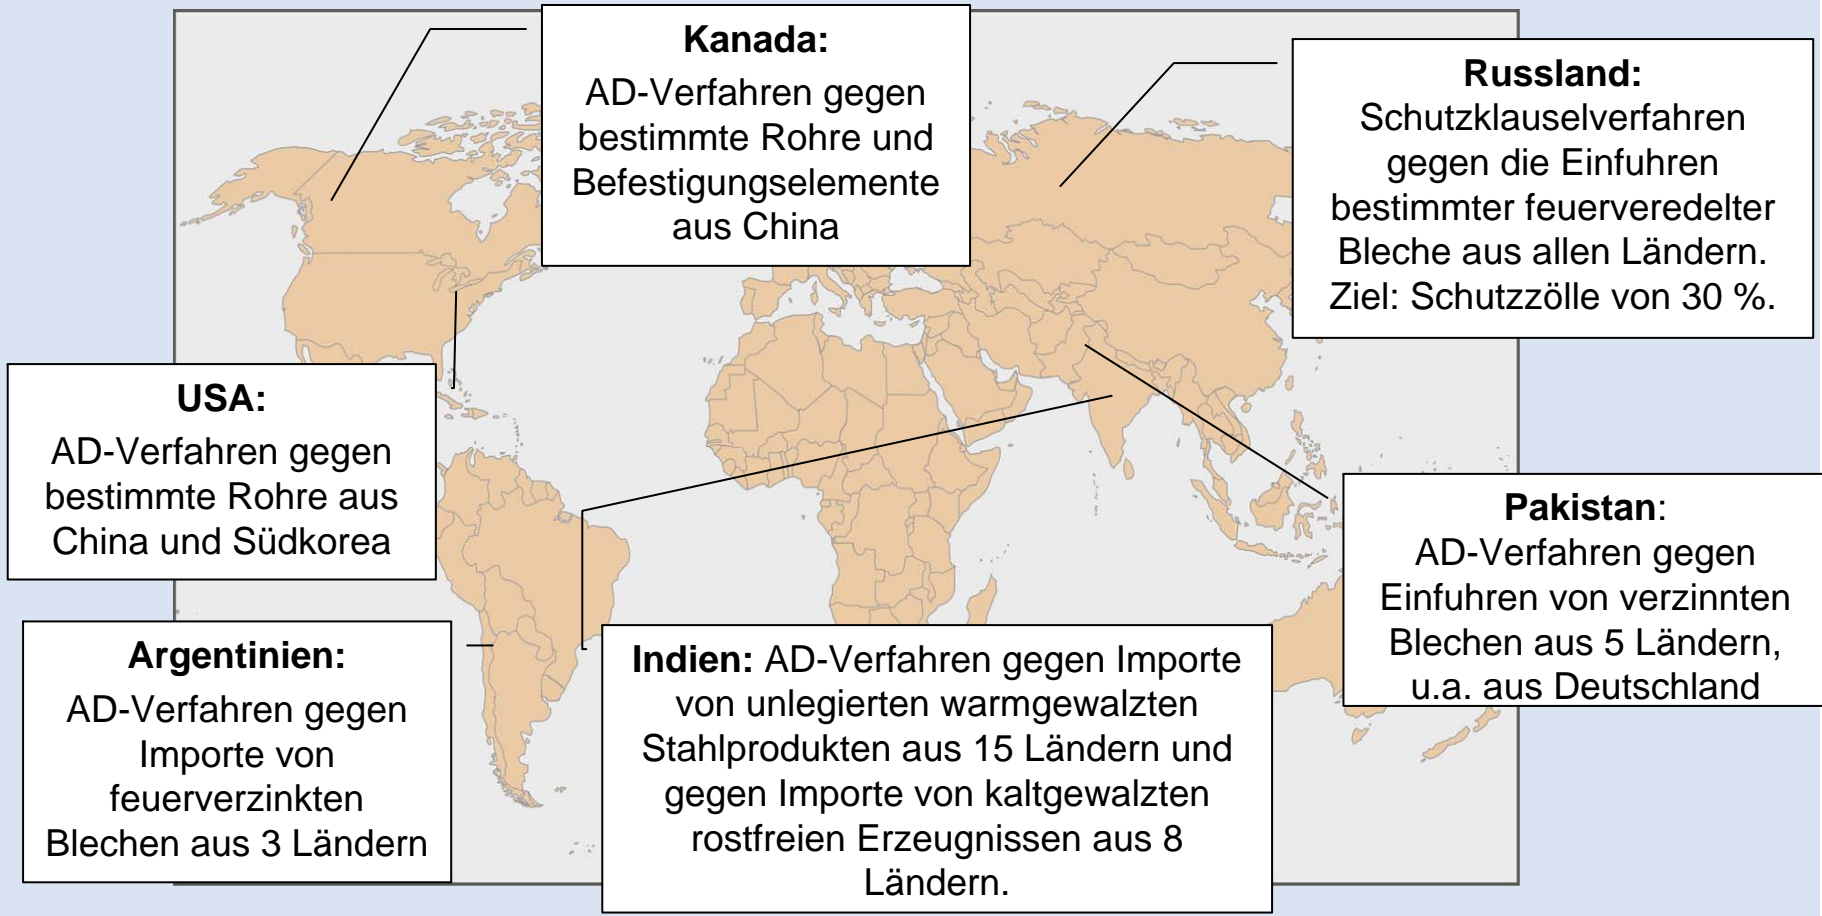 Kanada:
AD-Verfahren gegen
bestimmte Rohre und
Befestigungselemente
aus China
Russland:
Schutzklauselverfahren
gegen die Einfuhren
bestimmter feuerveredelter
Bleche aus allen Ländern.
Ziel: Schutzzölle von 30 %.
USA:
AD-Verfahren gegen
bestimmte Rohre aus
China und Südkorea
Pakistan:
AD-Verfahren gegen
Einfuhren von verzinnten
Blechen aus 5 Ländern,
u.a. aus Deutschland
Argentinien:
AD-Verfahren gegen
Importe von
feuerverzinkten
Blechen aus 3 Ländern
Indien: AD-Verfahren gegen Importe
von unlegierten warmgewalzten
Stahlprodukten aus 15 Ländern und
gegen Importe von kaltgewalzten
rostfreien Erzeugnissen aus 8
Ländern.